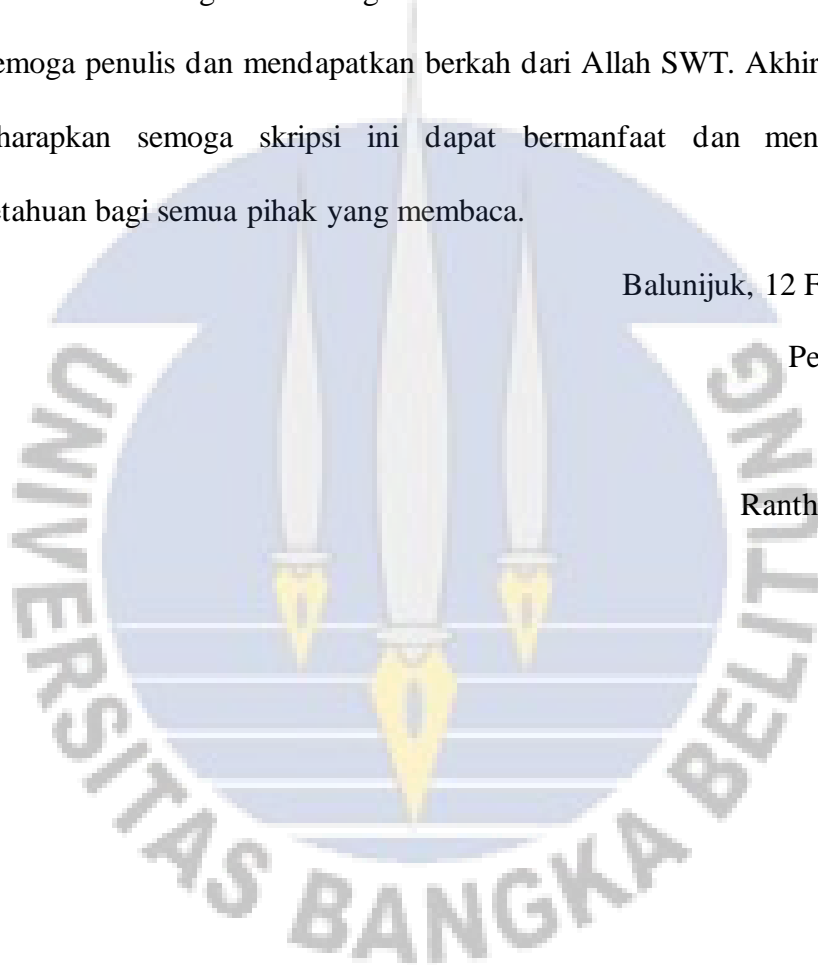 emoga penulis dan mendapatkan berkah dari Allah SWT. Akhir
harapkan semoga skripsi ini dapat bermanfaat dan men
etahuan bagi semua pihak yang membaca.
Balunijuk, 12 F
Pe
Ranth
UNIVERSITAS BANGKA BELITUNG